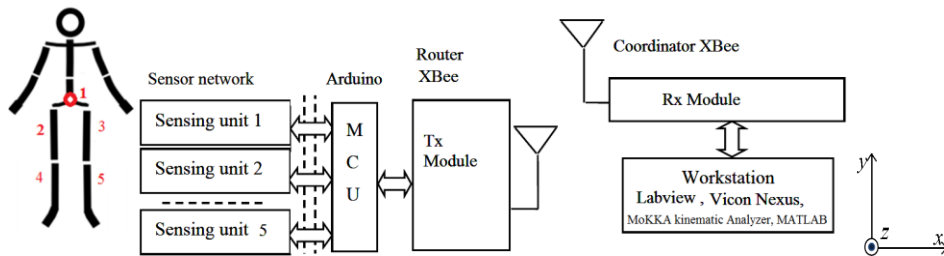 1
2
3
4
5
Sensor network
Sensing unit 1
Sensing unit 2
Sensing unit 5
Arduino
M
C
U
Router
XBee
Tx
Module
Coordinator XBee
Rx Module
Workstation
Labview , Vicon Nexus,
MoKKA kinematic Analyzer, MATLAB
y
z
x